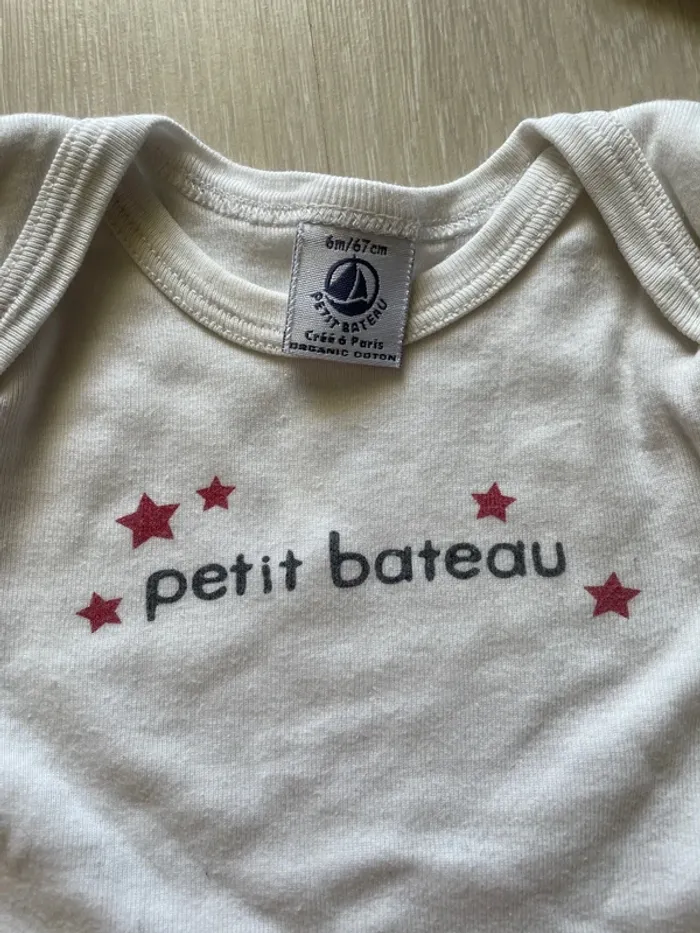 6m/67cm
PETIT BATEAU
Créé à Paris
ORGANIC COTON
petit bateau